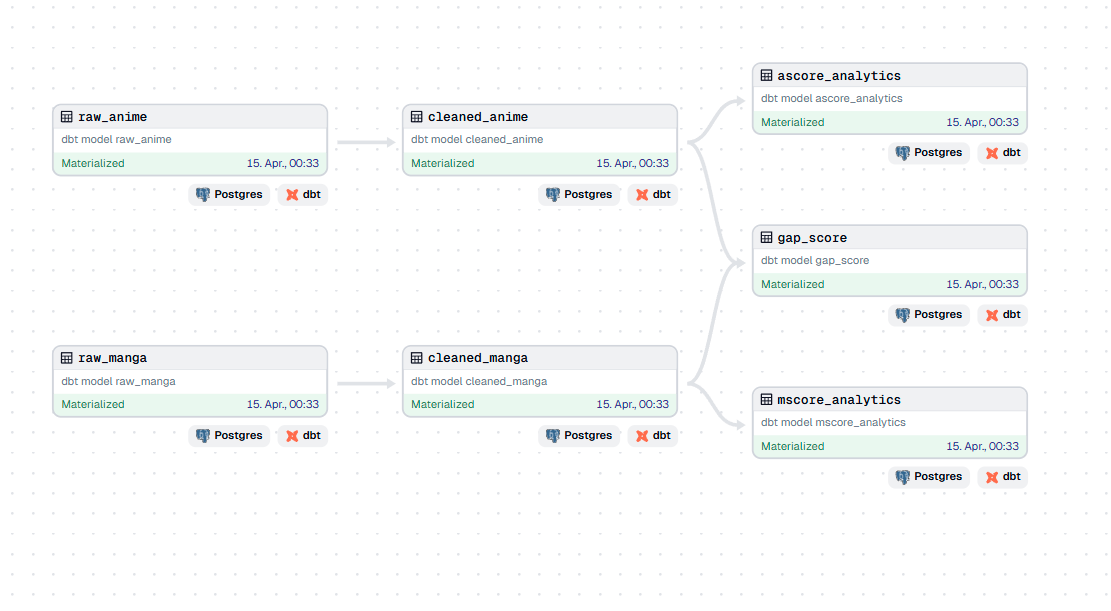 raw_anime
dbt model raw_anime
Materialized 15. Apr., 00:33
Postgres dbt
cleaned_anime
dbt model cleaned_anime
Materialized 15. Apr., 00:33
Postgres dbt
ascore_analytics
dbt model ascore_analytics
Materialized 15. Apr., 00:33
Postgres dbt
gap_score
dbt model gap_score
Materialized 15. Apr., 00:33
Postgres dbt
raw_manga
dbt model raw_manga
Materialized 15. Apr., 00:33
Postgres dbt
cleaned_manga
dbt model cleaned_manga
Materialized 15. Apr., 00:33
Postgres dbt
mscore_analytics
dbt model mscore_analytics
Materialized 15. Apr., 00:33
Postgres dbt